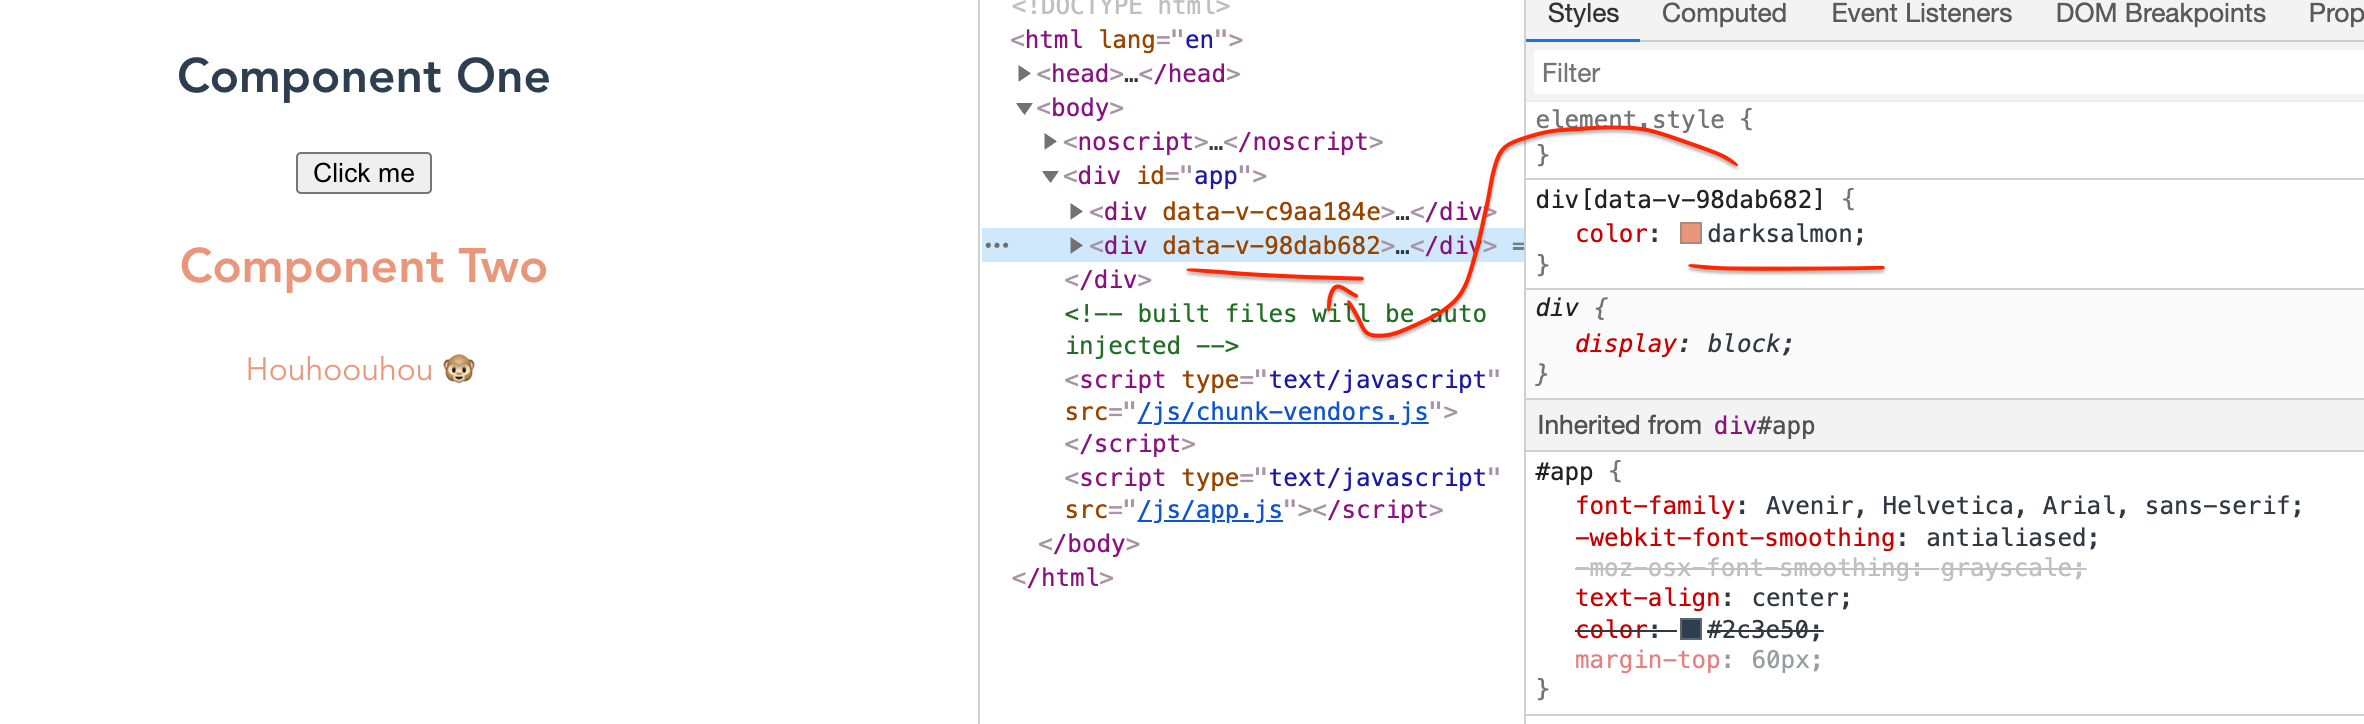 Component One
Click me
Component Two
Houhoouhou 🐵
<!DOCTYPE html>
<html lang="en">
▶<head>…</head>
▼<body>
▶<noscript>…</noscript>
▼<div id="app">
▶<div data-v-c9aa184e>…</div>
… ▶<div data-v-98dab682>…</div> =
</div>
<!-- built files will be auto
injected -->
<script type="text/javascript"
src="/js/chunk-vendors.js">
</script>
<script type="text/javascript"
src="/js/app.js"></script>
</body>
</html>
Styles Computed Event Listeners DOM Breakpoints Prop
Filter
element.style {
}
div[data-v-98dab682] {
color: darksalmon;
}
div {
display: block;
}
Inherited from div#app
#app {
font-family: Avenir, Helvetica, Arial, sans-serif;
-webkit-font-smoothing: antialiased;
-moz-osx-font-smoothing: grayscale;
text-align: center;
color: #2c3e50;
margin-top: 60px;
}